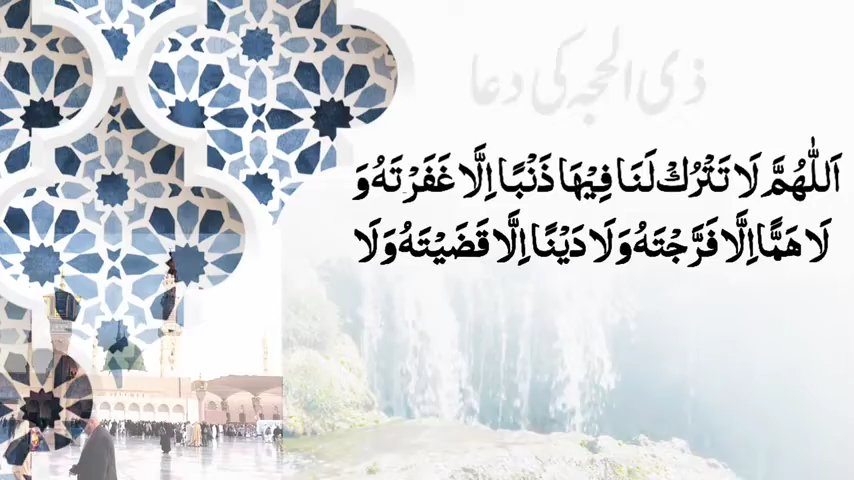 ذی الحجہ کی دعا
اَللّٰهُمَّ لَا تَتْرُكْ لَنَا فِيْهَا ذَنْبًا اِلَّا غَفَرْتَهُ وَ
لَا هَمًّا اِلَّا فَرَّجْتَهُ وَلَا دَيْنًا اِلَّا قَضَيْتَهُ وَلَا